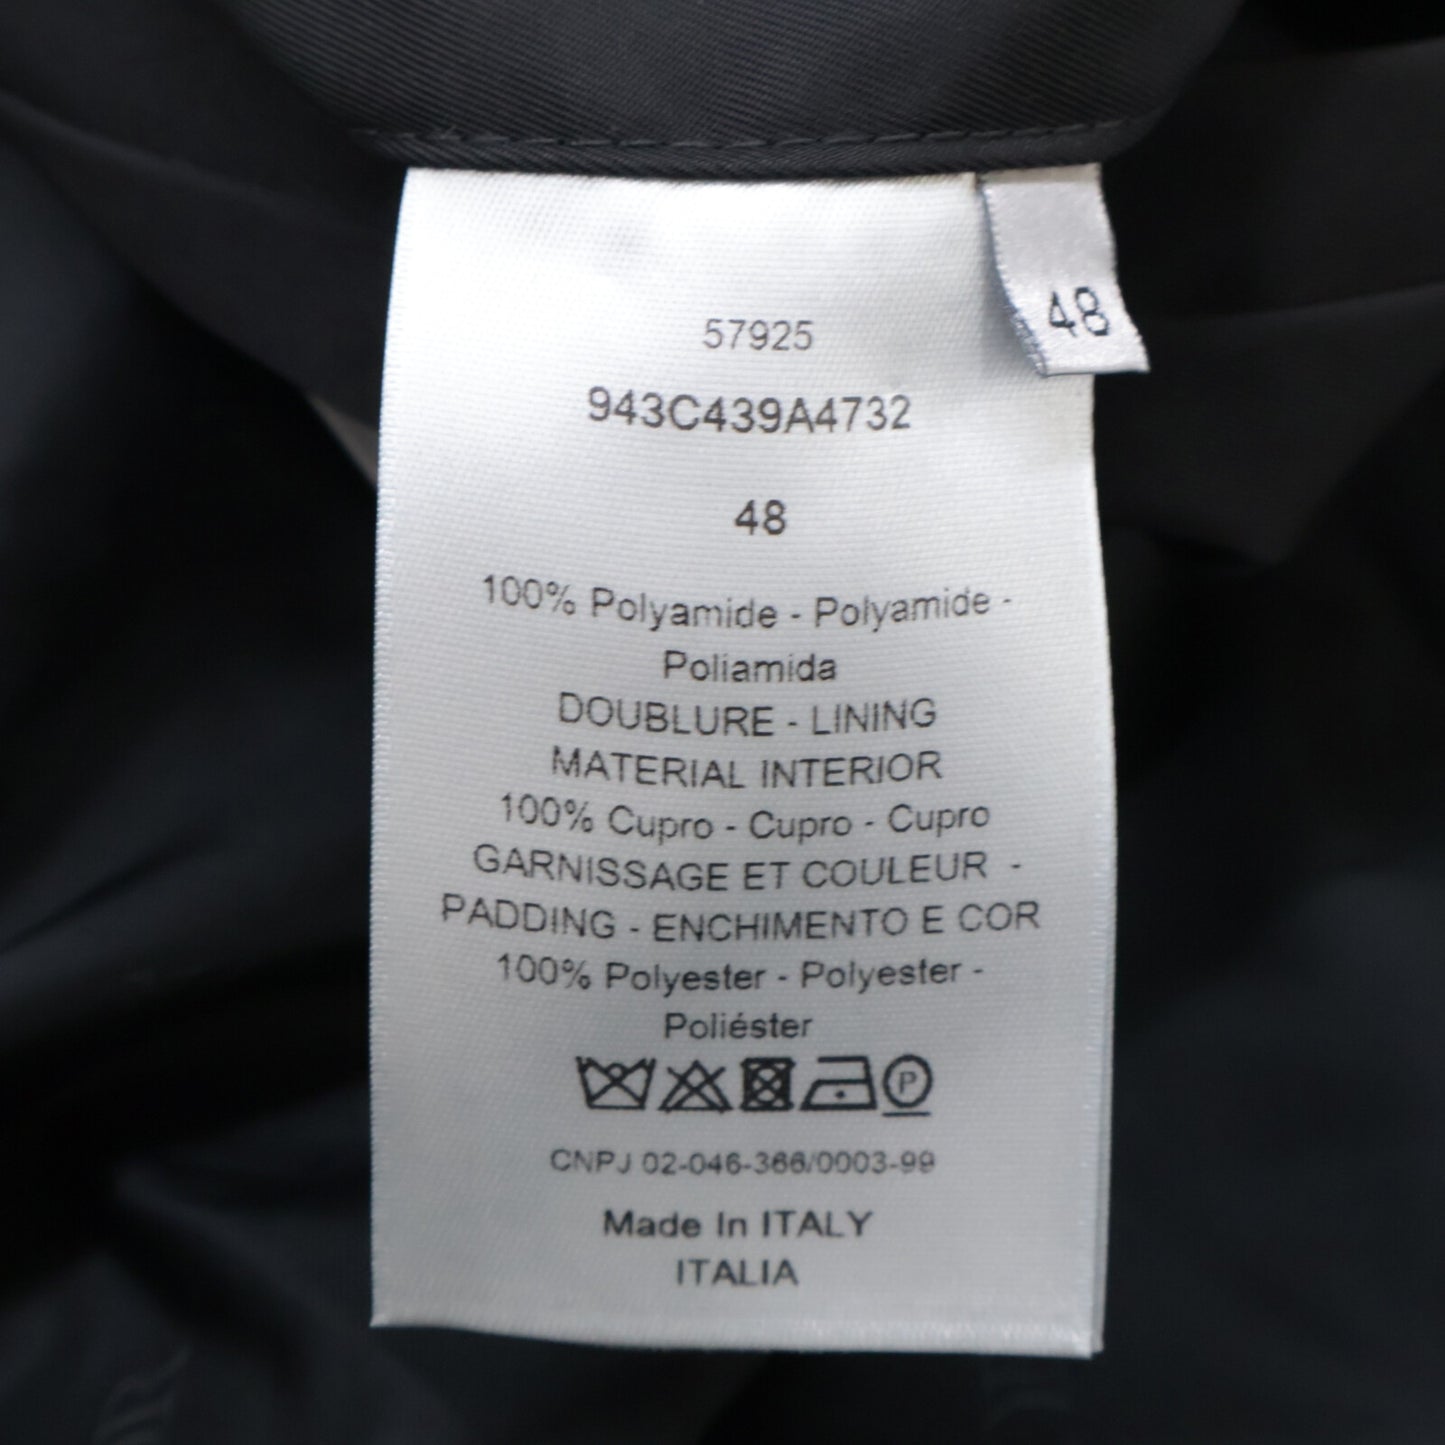 48
57925
943C439A4732
48
100% Polyamide - Polyamide -
Poliamida
DOUBLURE - LINING
MATERIAL INTERIOR
100% Cupro - Cupro - Cupro
GARNISSAGE ET COULEUR -
PADDING - ENCHIMENTO E COR
100% Polyester - Polyester -
Poliéster
P
CNPJ 02-046-366/0003-99
Made In ITALY
ITALIA